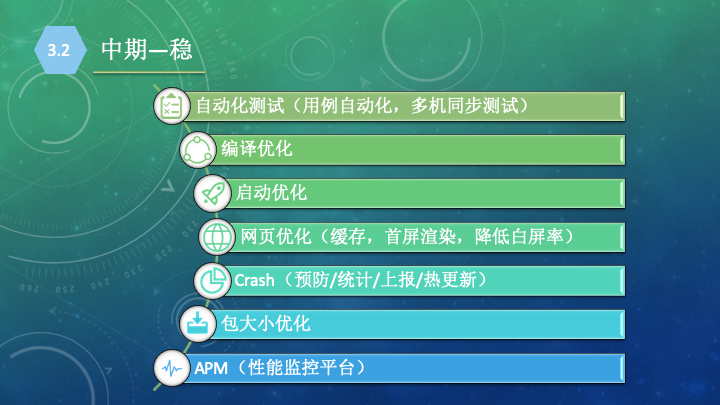 3.2
中期—稳
自动化测试（用例自动化，多机同步测试）
编译优化
启动优化
网页优化（缓存，首屏渲染，降低白屏率）
Crash（预防/统计/上报/热更新）
包大小优化
APM（性能监控平台）